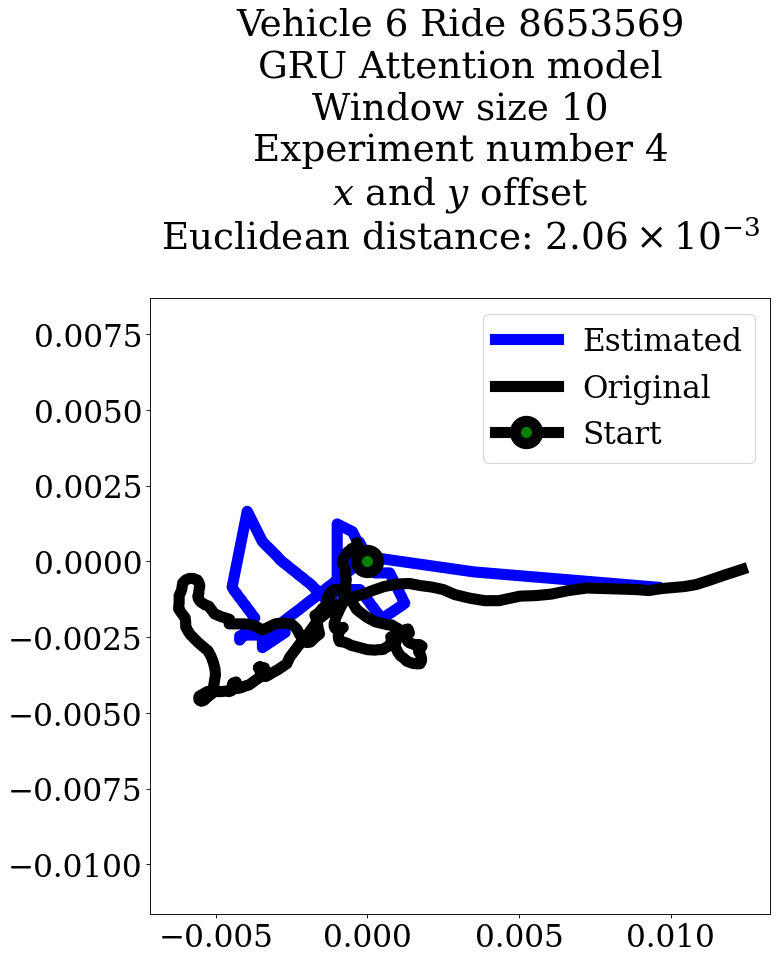 Vehicle 6 Ride 8653569
GRU Attention model
Window size 10
Experiment number 4
x and y offset
Euclidean distance: 2.06 × 10⁻³
Estimated
Original
Start
0.0075
0.0050
0.0025
0.0000
−0.0025
−0.0050
−0.0075
−0.0100
−0.005 0.000 0.005 0.010